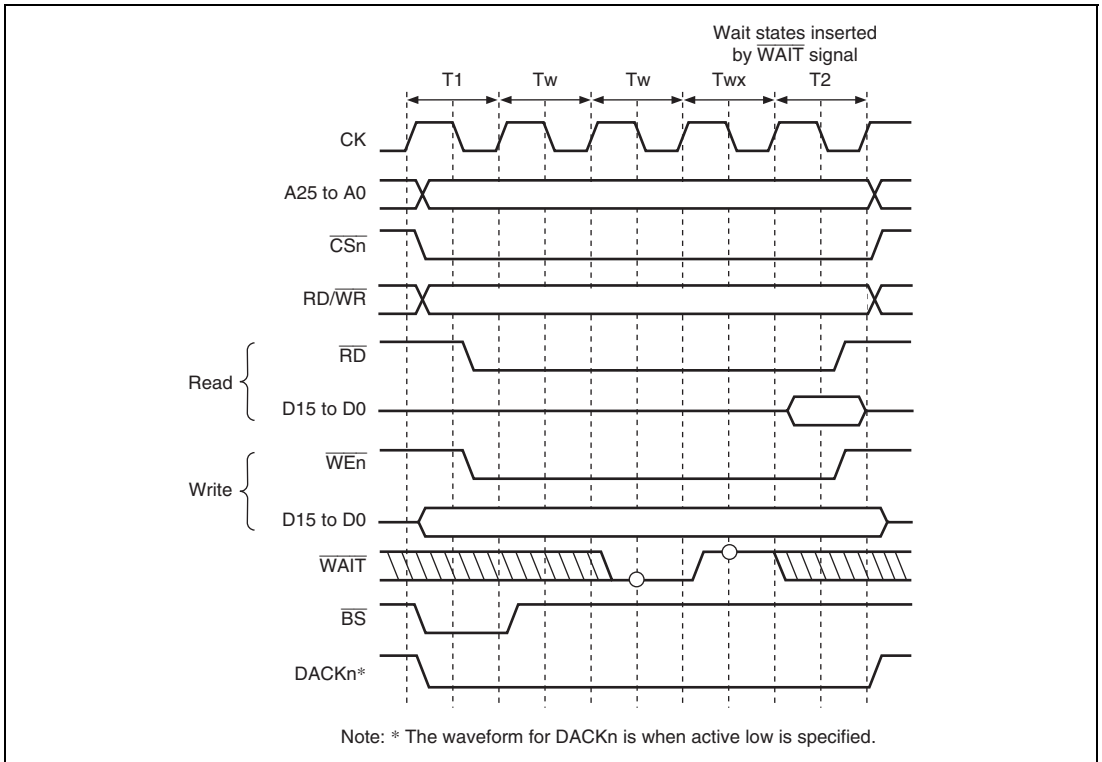 Wait states inserted
by WAIT signal
T1 Tw Tw Twx T2
CK
A25 to A0
CSn
RD/WR
RD
Read
D15 to D0
WEn
Write
D15 to D0
WAIT
BS
DACKn*
Note: * The waveform for DACKn is when active low is specified.